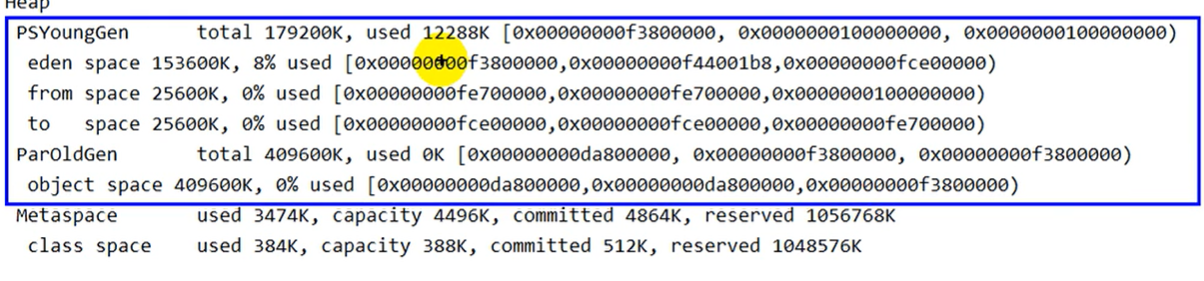 Heap
PSYoungGen total 179200K, used 12288K [0x00000000f3800000, 0x0000000100000000, 0x0000000100000000)
eden space 153600K, 8% used [0x00000000f3800000,0x00000000f44001b8,0x00000000fce00000)
from space 25600K, 0% used [0x00000000fe700000,0x00000000fe700000,0x0000000100000000)
to space 25600K, 0% used [0x00000000fce00000,0x00000000fce00000,0x00000000fe700000)
ParOldGen total 409600K, used 0K [0x00000000da800000, 0x00000000f3800000, 0x00000000f3800000)
object space 409600K, 0% used [0x00000000da800000,0x00000000da800000,0x00000000f3800000)
Metaspace used 3474K, capacity 4496K, committed 4864K, reserved 1056768K
class space used 384K, capacity 388K, committed 512K, reserved 1048576K